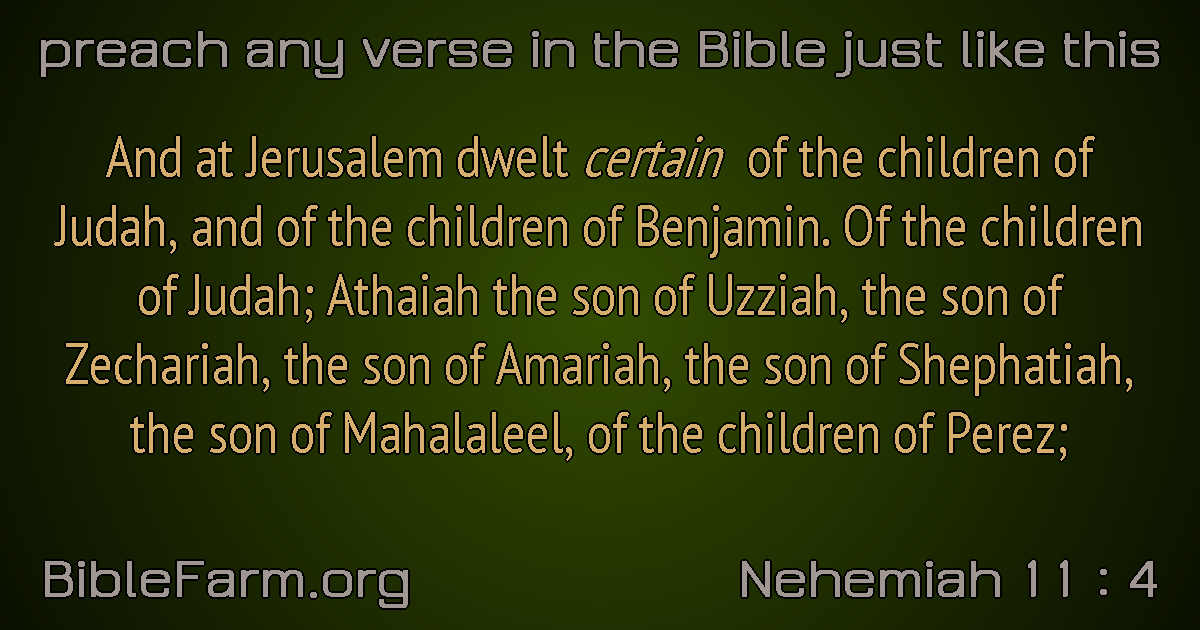 preach any verse in the Bible just like this
And at Jerusalem dwelt certain of the children of
Judah, and of the children of Benjamin. Of the children
of Judah; Athaiah the son of Uzziah, the son of
Zechariah, the son of Amariah, the son of Shephatiah,
the son of Mahalaleel, of the children of Perez;
BibleFarm.org
Nehemiah 11 : 4